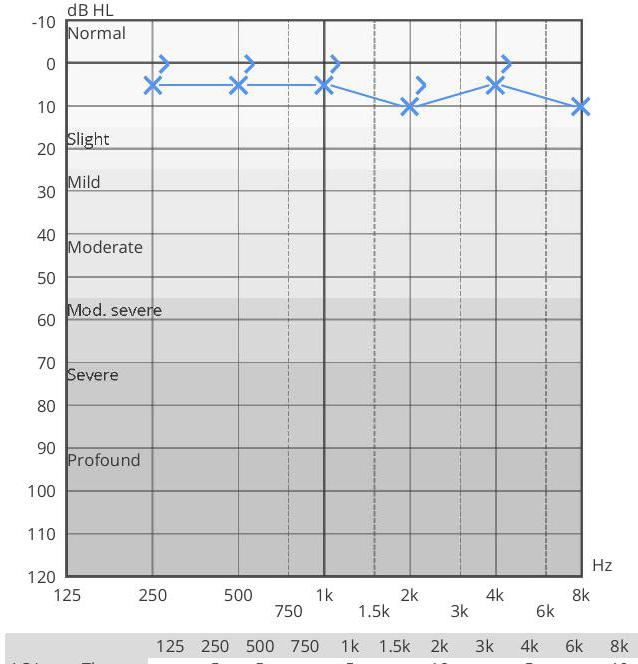 dB HL
-10
Normal
0
10
Slight
20
Mild
30
40
Moderate
50
Mod. severe
60
70
Severe
80
90
Profound
100
110
120
Hz
125 250 500 1k 2k 4k 8k
750 1.5k 3k 6k
125 250 500 750 1k 1.5k 2k 3k 4k 6k 8k